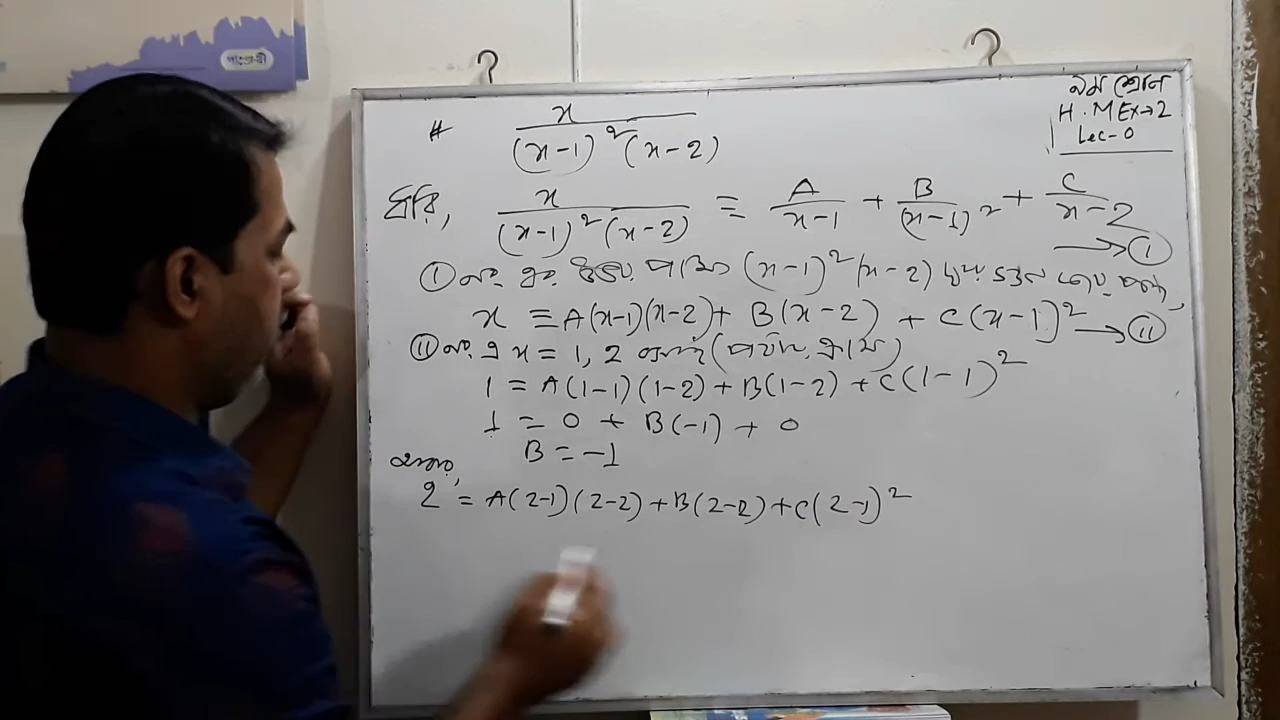 পাঞ্জেরী
৯ম শ্রেণি
H.M Ex→2
Lec-0
# x/((x-1)²(x-2))
ধরি, x/((x-1)²(x-2)) ≡ A/(x-1) + B/(x-1)² + C/(x-2) → (i)
(i) নং এর উভয় পক্ষকে (x-1)²(x-2) দ্বারা গুণ করে পাই,
x ≡ A(x-1)(x-2) + B(x-2) + C(x-1)² → (ii)
(ii) নং এ x = 1, 2 বসাই (পর্যায়ক্রমে)
1 = A(1-1)(1-2) + B(1-2) + C(1-1)²
1 = 0 + B(-1) + 0
B = -1
আবার,
2 = A(2-1)(2-2) + B(2-2) + C(2-1)²